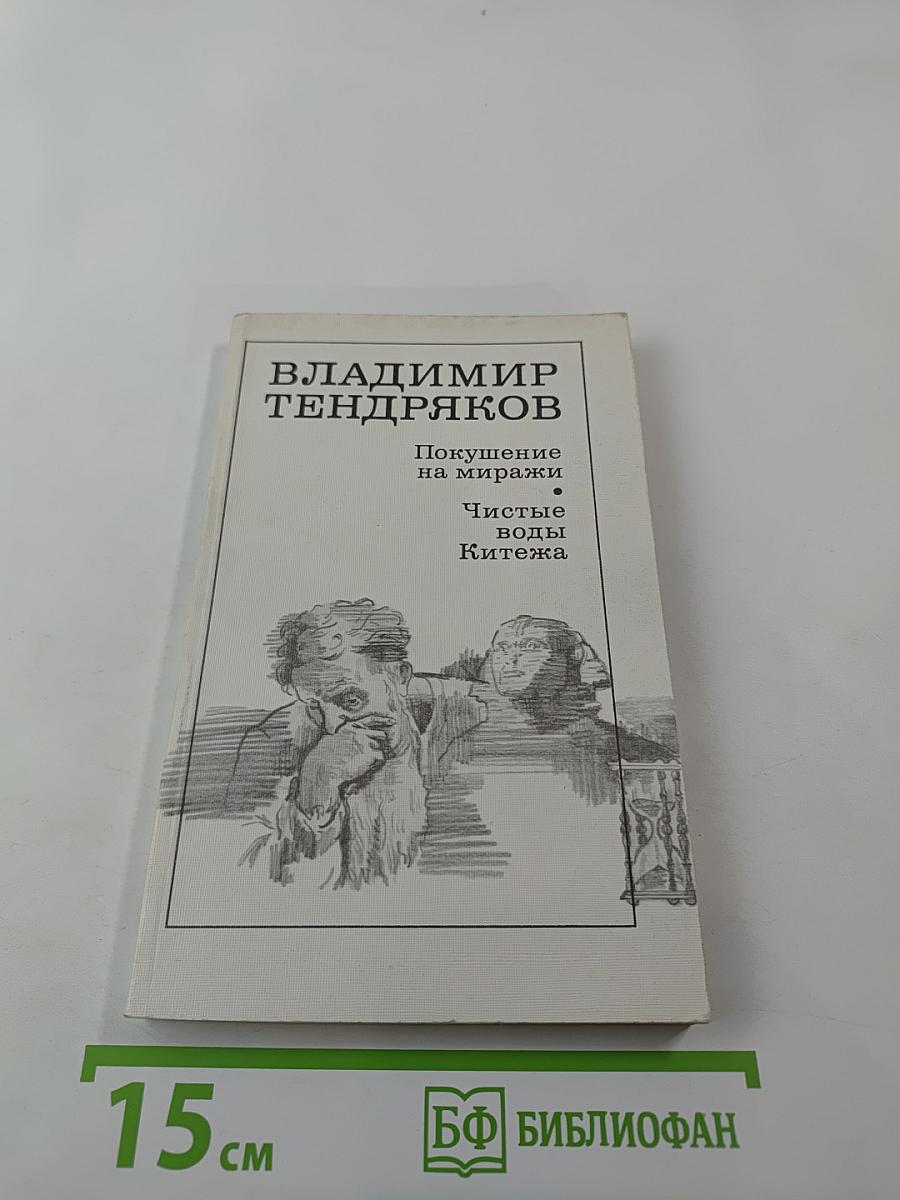 ВЛАДИМИР
ТЕНДРЯКОВ
Покушение
на миражи
•
Чистые
воды
Китежа
15 см
БФ БИБЛИОФАН